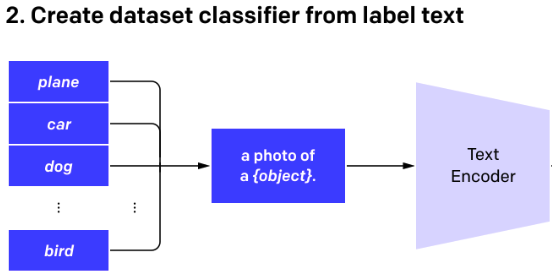 2. Create dataset classifier from label text
plane
car
dog
⋮
⋮
bird
a photo of
a {object}.
Text
Encoder